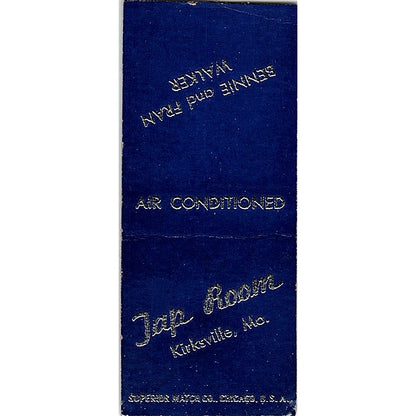 BENNIE and FRAN
WALKER
AIR CONDITIONED
Tap Room
Kirksville, Mo.
SUPERIOR MATCH CO., CHICAGO, U.S.A.